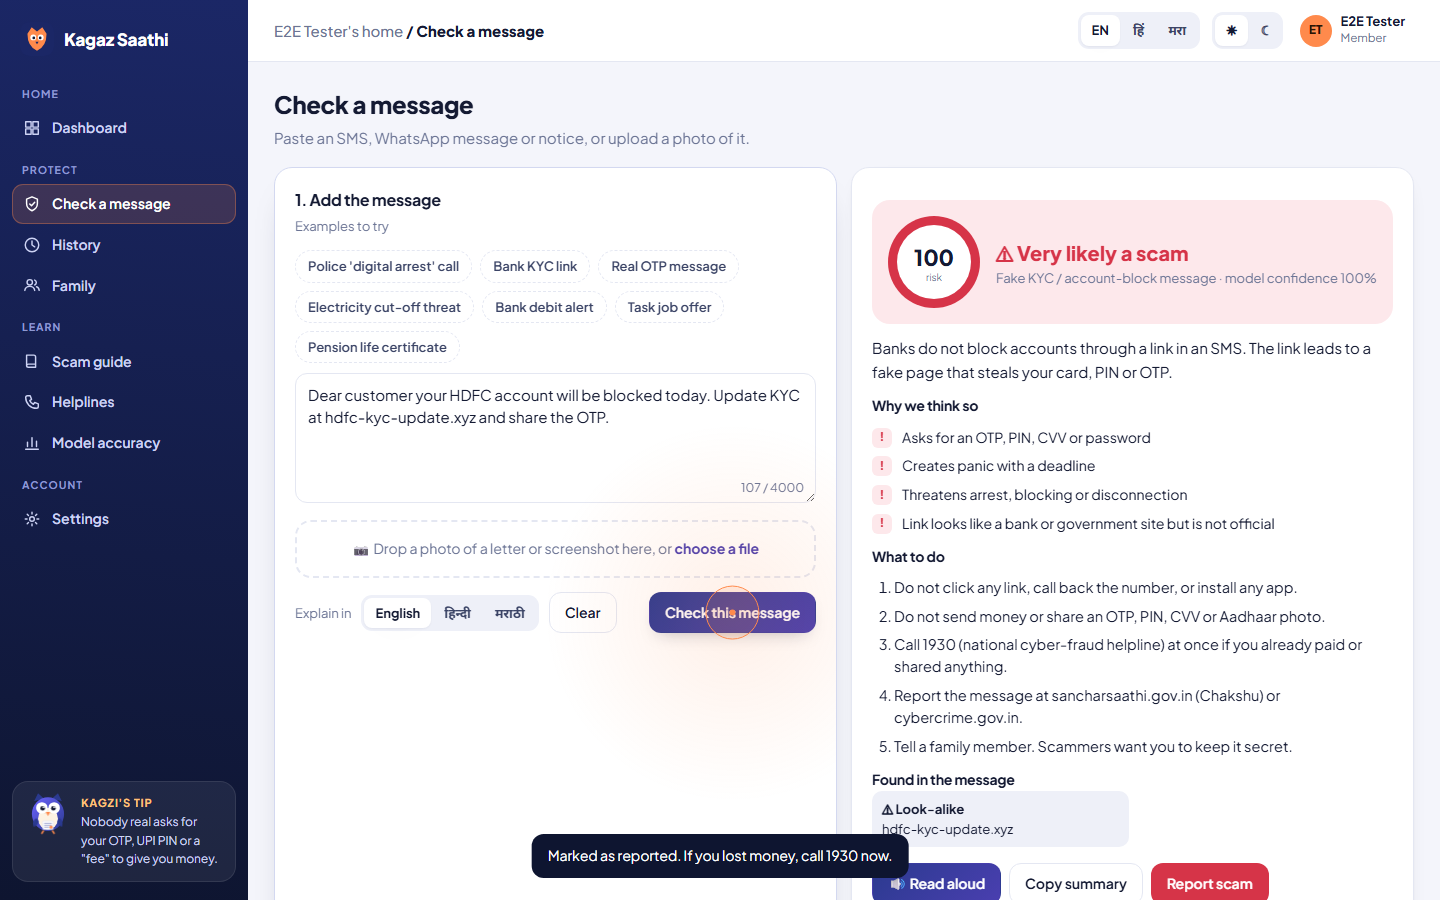 Kagaz Saathi
HOME
Dashboard
PROTECT
Check a message
History
Family
LEARN
Scam guide
Helplines
Model accuracy
ACCOUNT
Settings
KAGZI'S TIP
Nobody real asks for
your OTP, UPI PIN or a
"fee" to give you money.
E2E Tester's home / Check a message
EN हिं मरा
ET
E2E Tester
Member
Check a message
Paste an SMS, WhatsApp message or notice, or upload a photo of it.
1. Add the message
Examples to try
Police 'digital arrest' call
Bank KYC link
Real OTP message
Electricity cut-off threat
Bank debit alert
Task job offer
Pension life certificate
Dear customer your HDFC account will be blocked today. Update KYC
at hdfc-kyc-update.xyz and share the OTP.
107 / 4000
Drop a photo of a letter or screenshot here, or choose a file
Explain in English हिन्दी मराठी Clear Check this message
100
risk
Very likely a scam
Fake KYC / account-block message · model confidence 100%
Banks do not block accounts through a link in an SMS. The link leads to a
fake page that steals your card, PIN or OTP.
Why we think so
! Asks for an OTP, PIN, CVV or password
! Creates panic with a deadline
! Threatens arrest, blocking or disconnection
! Link looks like a bank or government site but is not official
What to do
1. Do not click any link, call back the number, or install any app.
2. Do not send money or share an OTP, PIN, CVV or Aadhaar photo.
3. Call 1930 (national cyber-fraud helpline) at once if you already paid or
shared anything.
4. Report the message at sancharsaathi.gov.in (Chakshu) or
cybercrime.gov.in.
5. Tell a family member. Scammers want you to keep it secret.
Found in the message
Look-alike
hdfc-kyc-update.xyz
Marked as reported. If you lost money, call 1930 now.
Read aloud Copy summary Report scam